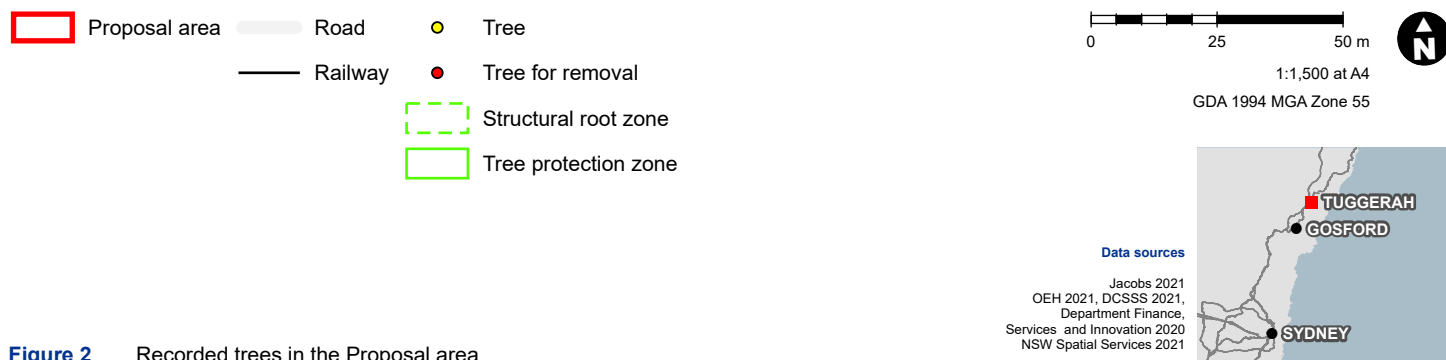 Proposal area
Road
Tree
Railway
Tree for removal
Structural root zone
Tree protection zone
0 25 50 m
N
1:1,500 at A4
GDA 1994 MGA Zone 55
TUGGERAH
GOSFORD
SYDNEY
Data sources
Jacobs 2021
OEH 2021, DCSSS 2021,
Department Finance,
Services and Innovation 2020
NSW Spatial Services 2021
Figure 2 Recorded trees in the Proposal area